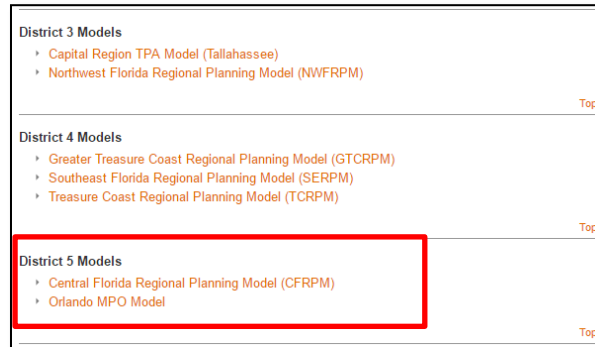 District 3 Models
Capital Region TPA Model (Tallahassee)
Northwest Florida Regional Planning Model (NWFRPM)
Top
District 4 Models
Greater Treasure Coast Regional Planning Model (GTCRPM)
Southeast Florida Regional Planning Model (SERPM)
Treasure Coast Regional Planning Model (TCRPM)
Top
District 5 Models
Central Florida Regional Planning Model (CFRPM)
Orlando MPO Model
Top